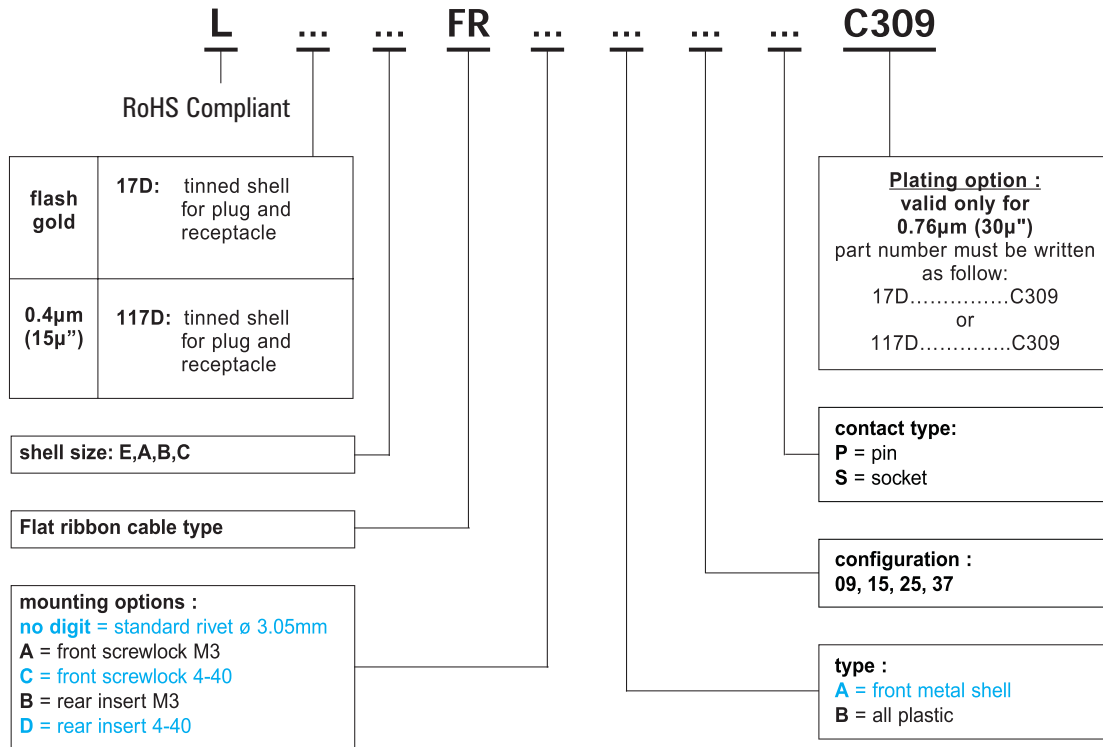 L ... ... FR ... ... ... ... C309
RoHS Compliant
flash
gold
17D: tinned shell
for plug and
receptacle
0.4µm
(15µ”)
117D: tinned shell
for plug and
receptacle
shell size: E,A,B,C
Flat ribbon cable type
mounting options :
no digit = standard rivet ø 3.05mm
A = front screwlock M3
C = front screwlock 4-40
B = rear insert M3
D = rear insert 4-40
Plating option :
valid only for
0.76µm (30µ")
part number must be written
as follow:
17D...............C309
or
117D..............C309
contact type:
P = pin
S = socket
configuration :
09, 15, 25, 37
type :
A = front metal shell
B = all plastic